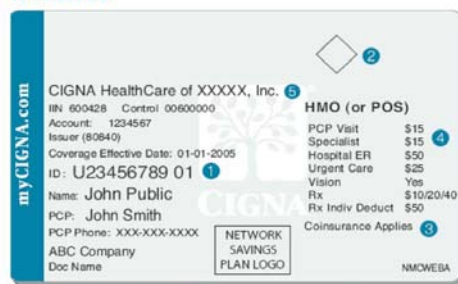 myCIGNA.com
2
CIGNA HealthCare of XXXXX, Inc. 5
IIN 600428 Control 00600000
Account: 1234567
Issuer (80840)
Coverage Effective Date: 01-01-2005
ID: U23456789 01 1
Name: John Public
PCP: John Smith
PCP Phone: XXX-XXX-XXXX
ABC Company
Doc Name
CIGNA
NETWORK
SAVINGS
PLAN LOGO
HMO (or POS)
PCP Visit $15
Specialist $15 4
Hospital ER $50
Urgent Care $25
Vision Yes
Rx $10/20/40
Rx Indiv Deduct $50
Coinsurance Applies 3
NMCWEBA